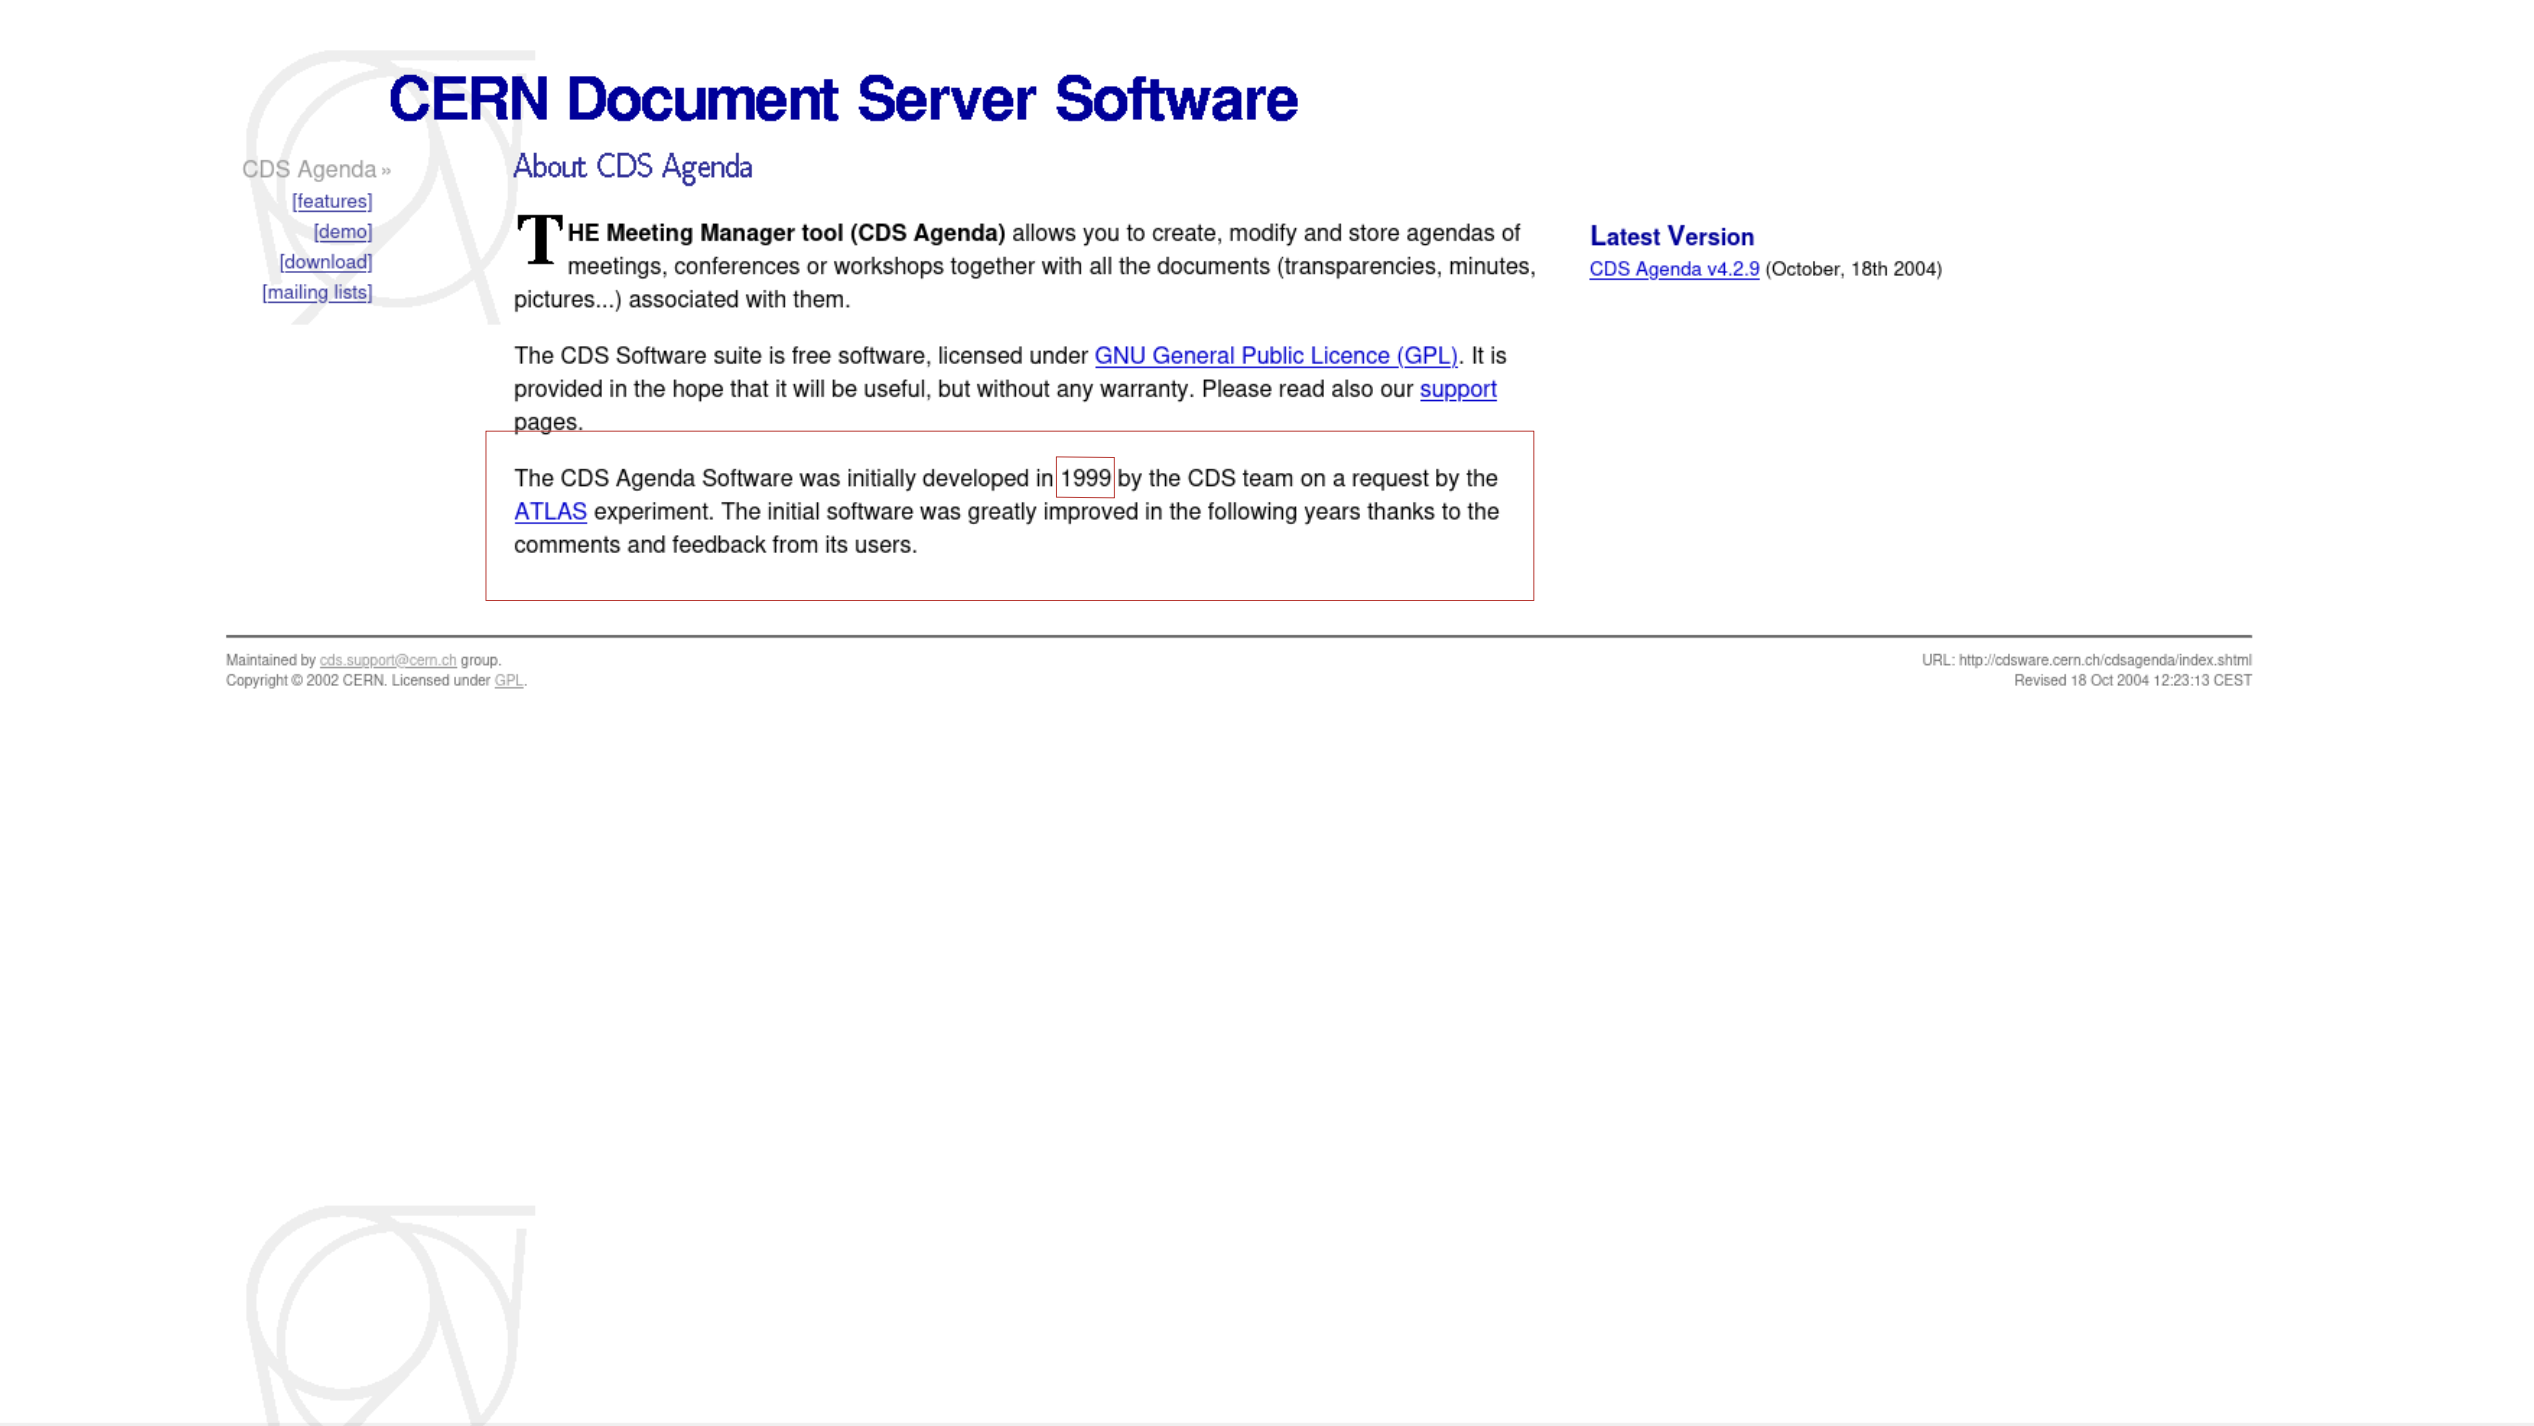 CERN Document Server Software
CDS Agenda »
[features]
[demo]
[download]
[mailing lists]
About CDS Agenda
THE Meeting Manager tool (CDS Agenda) allows you to create, modify and store agendas of
meetings, conferences or workshops together with all the documents (transparencies, minutes,
pictures...) associated with them.
The CDS Software suite is free software, licensed under GNU General Public Licence (GPL). It is
provided in the hope that it will be useful, but without any warranty. Please read also our support
pages.
The CDS Agenda Software was initially developed in 1999 by the CDS team on a request by the
ATLAS experiment. The initial software was greatly improved in the following years thanks to the
comments and feedback from its users.
Latest Version
CDS Agenda v4.2.9 (October, 18th 2004)
Maintained by cds.support@cern.ch group.
Copyright © 2002 CERN. Licensed under GPL.
URL: http://cdsware.cern.ch/cdsagenda/index.shtml
Revised 18 Oct 2004 12:23:13 CEST